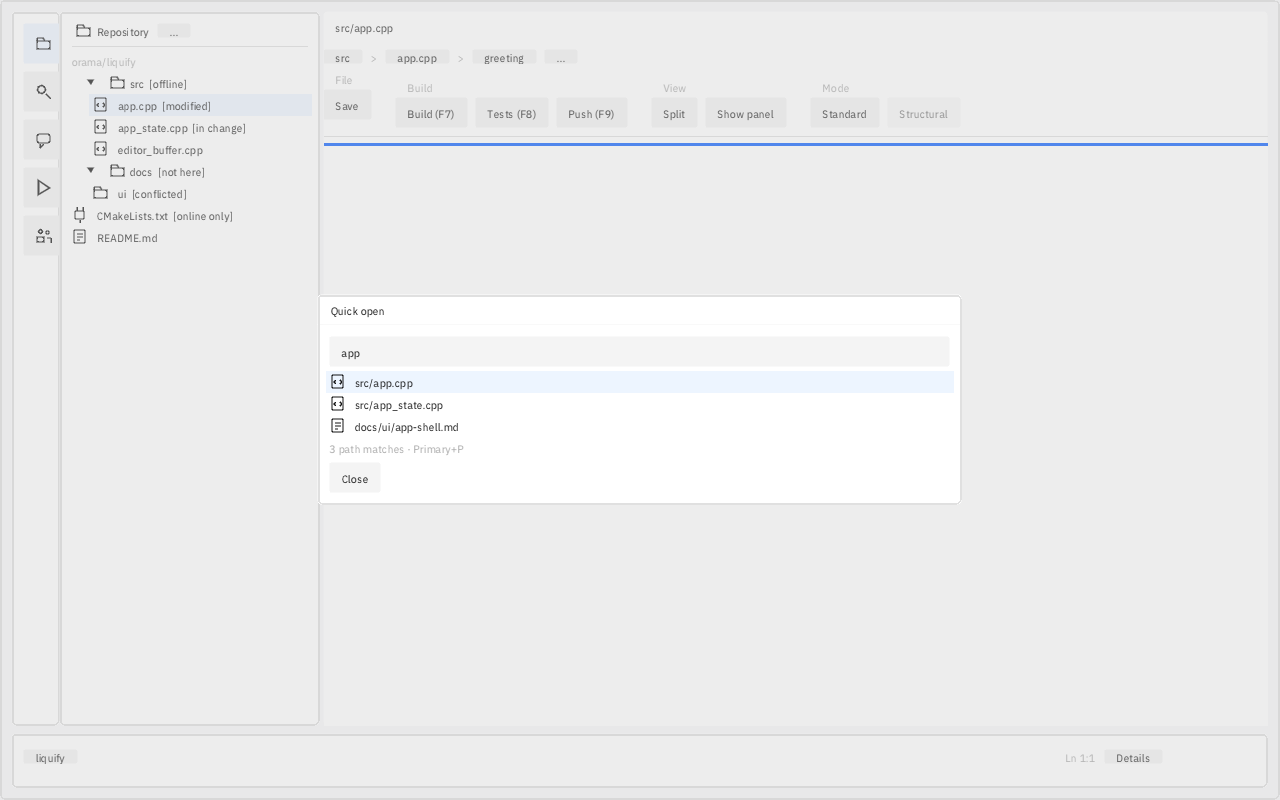 Repository ...
orama/liquify
src [offline]
app.cpp [modified]
app_state.cpp [in change]
editor_buffer.cpp
docs [not here]
ui [conflicted]
CMakeLists.txt [online only]
README.md
src/app.cpp
src > app.cpp > greeting ...
File Build View Mode
Save Build (F7) Tests (F8) Push (F9) Split Show panel Standard Structural
Quick open
app
src/app.cpp
src/app_state.cpp
docs/ui/app-shell.md
3 path matches · Primary+P
Close
liquify Ln 1:1 Details